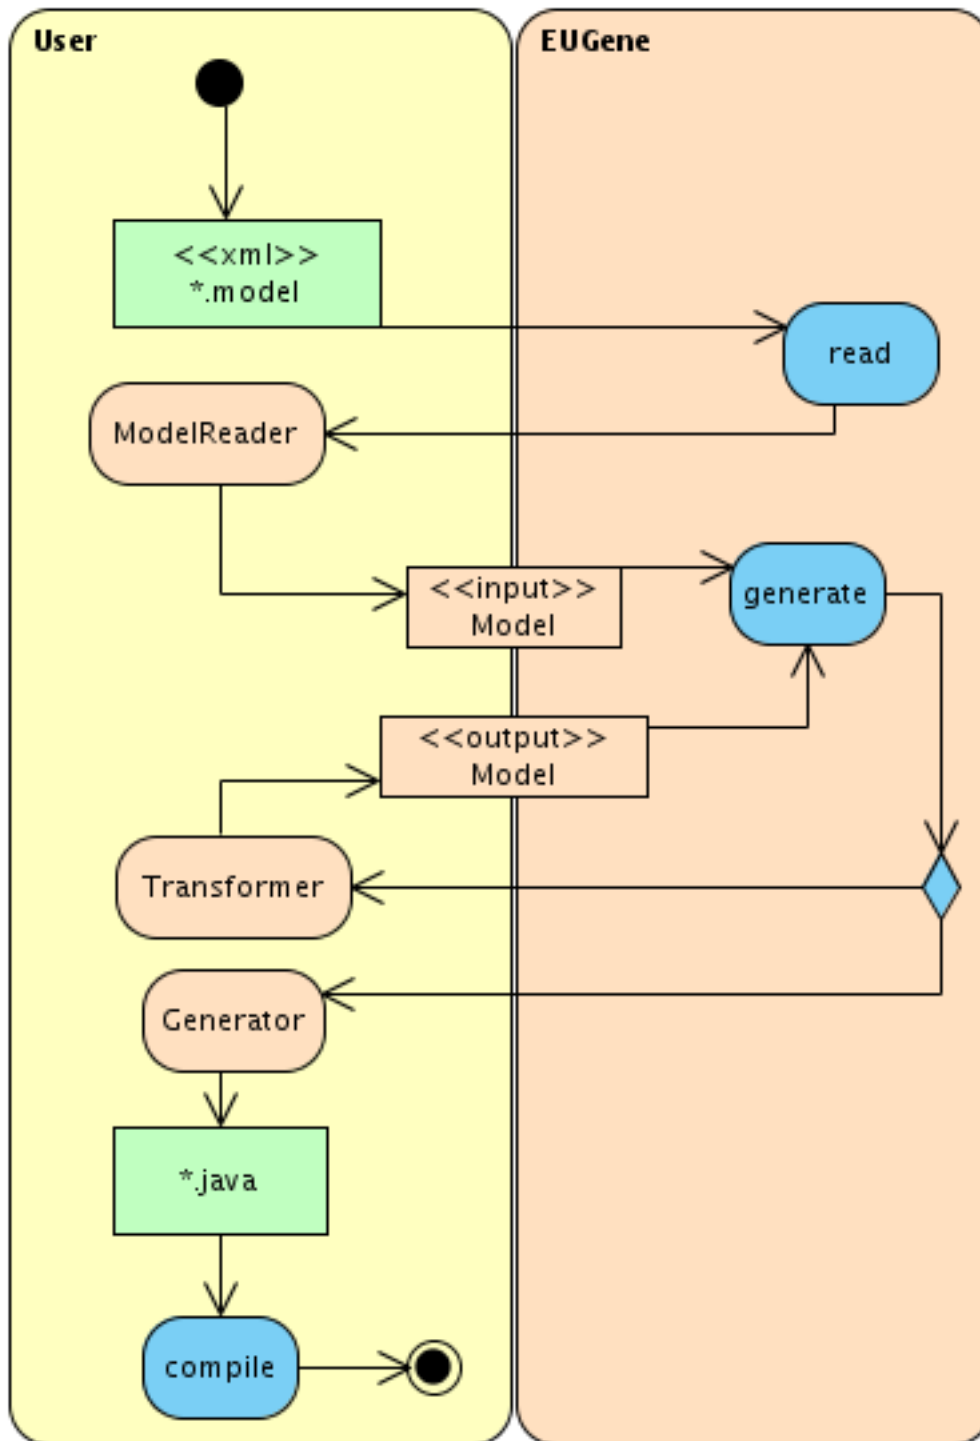 User
EUGene
<<xml>>
*.model
read
ModelReader
<<input>>
Model
generate
<<output>>
Model
Transformer
Generator
*.java
compile